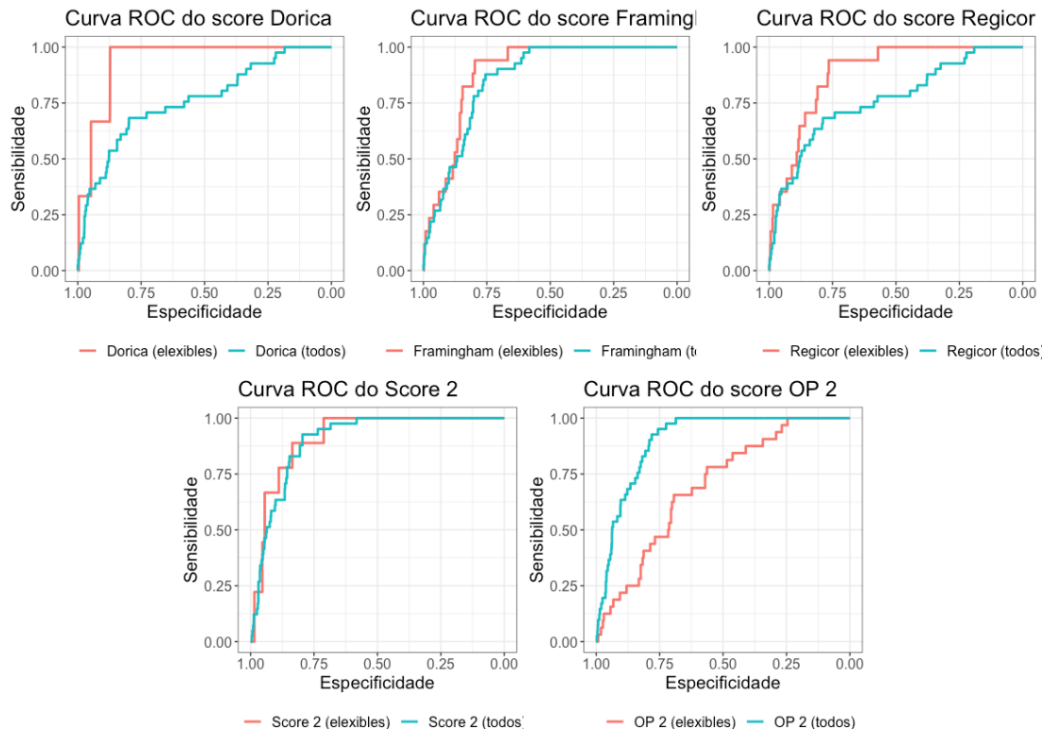 Curva ROC do score Dorica
Curva ROC do score Framingh
Curva ROC do score Regicor
1.00
0.75
0.50
0.25
0.00
Sensibilidade
1.00 0.75 0.50 0.25 0.00
Especificidade
Dorica (elexibles) Dorica (todos)
1.00
0.75
0.50
0.25
0.00
Sensibilidade
1.00 0.75 0.50 0.25 0.00
Especificidade
Framingham (elexibles) Framingham (t
1.00
0.75
0.50
0.25
0.00
Sensibilidade
1.00 0.75 0.50 0.25 0.00
Especificidade
Regicor (elexibles) Regicor (todos)
Curva ROC do Score 2
Curva ROC do score OP 2
1.00
0.75
0.50
0.25
0.00
Sensibilidade
1.00 0.75 0.50 0.25 0.00
Especificidade
Score 2 (elexibles) Score 2 (todos
1.00
0.75
0.50
0.25
0.00
Sensibilidade
1.00 0.75 0.50 0.25 0.00
Especificidade
OP 2 (elexibles) OP 2 (todos)